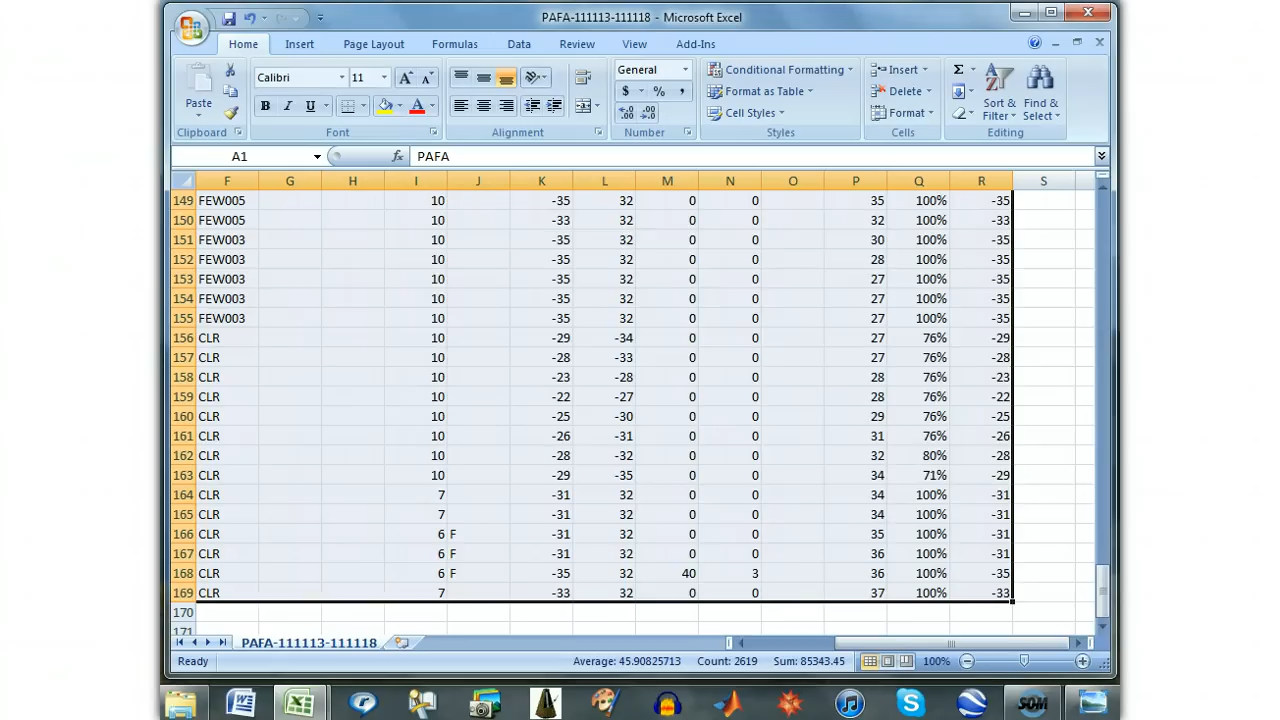 PAFA-111113-111118 - Microsoft Excel
Home Insert Page Layout Formulas Data Review View Add-Ins
Paste
Calibri 11
B I U
General
$ % ,
Conditional Formatting
Format as Table
Cell Styles
Insert
Delete
Format
Σ
Sort & Filter
Find & Select
Clipboard Font Alignment Number Styles Cells Editing
A1 fx PAFA
F G H I J K L M N O P Q R S
149 FEW005 10 -35 32 0 0 35 100% -35
150 FEW005 10 -33 32 0 0 32 100% -33
151 FEW003 10 -35 32 0 0 30 100% -35
152 FEW003 10 -35 32 0 0 28 100% -35
153 FEW003 10 -35 32 0 0 27 100% -35
154 FEW003 10 -35 32 0 0 27 100% -35
155 FEW003 10 -35 32 0 0 27 100% -35
156 CLR 10 -29 -34 0 0 27 76% -29
157 CLR 10 -28 -33 0 0 27 76% -28
158 CLR 10 -23 -28 0 0 28 76% -23
159 CLR 10 -22 -27 0 0 28 76% -22
160 CLR 10 -25 -30 0 0 29 76% -25
161 CLR 10 -26 -31 0 0 31 76% -26
162 CLR 10 -28 -32 0 0 32 80% -28
163 CLR 10 -29 -35 0 0 34 71% -29
164 CLR 7 -31 32 0 0 34 100% -31
165 CLR 7 -31 32 0 0 34 100% -31
166 CLR 6 F -31 32 0 0 35 100% -31
167 CLR 6 F -31 32 0 0 36 100% -31
168 CLR 6 F -35 32 40 3 36 100% -35
169 CLR 7 -33 32 0 0 37 100% -33
170
171
PAFA-111113-111118
Ready Average: 45.90825713 Count: 2619 Sum: 85343.45 100%
SOM